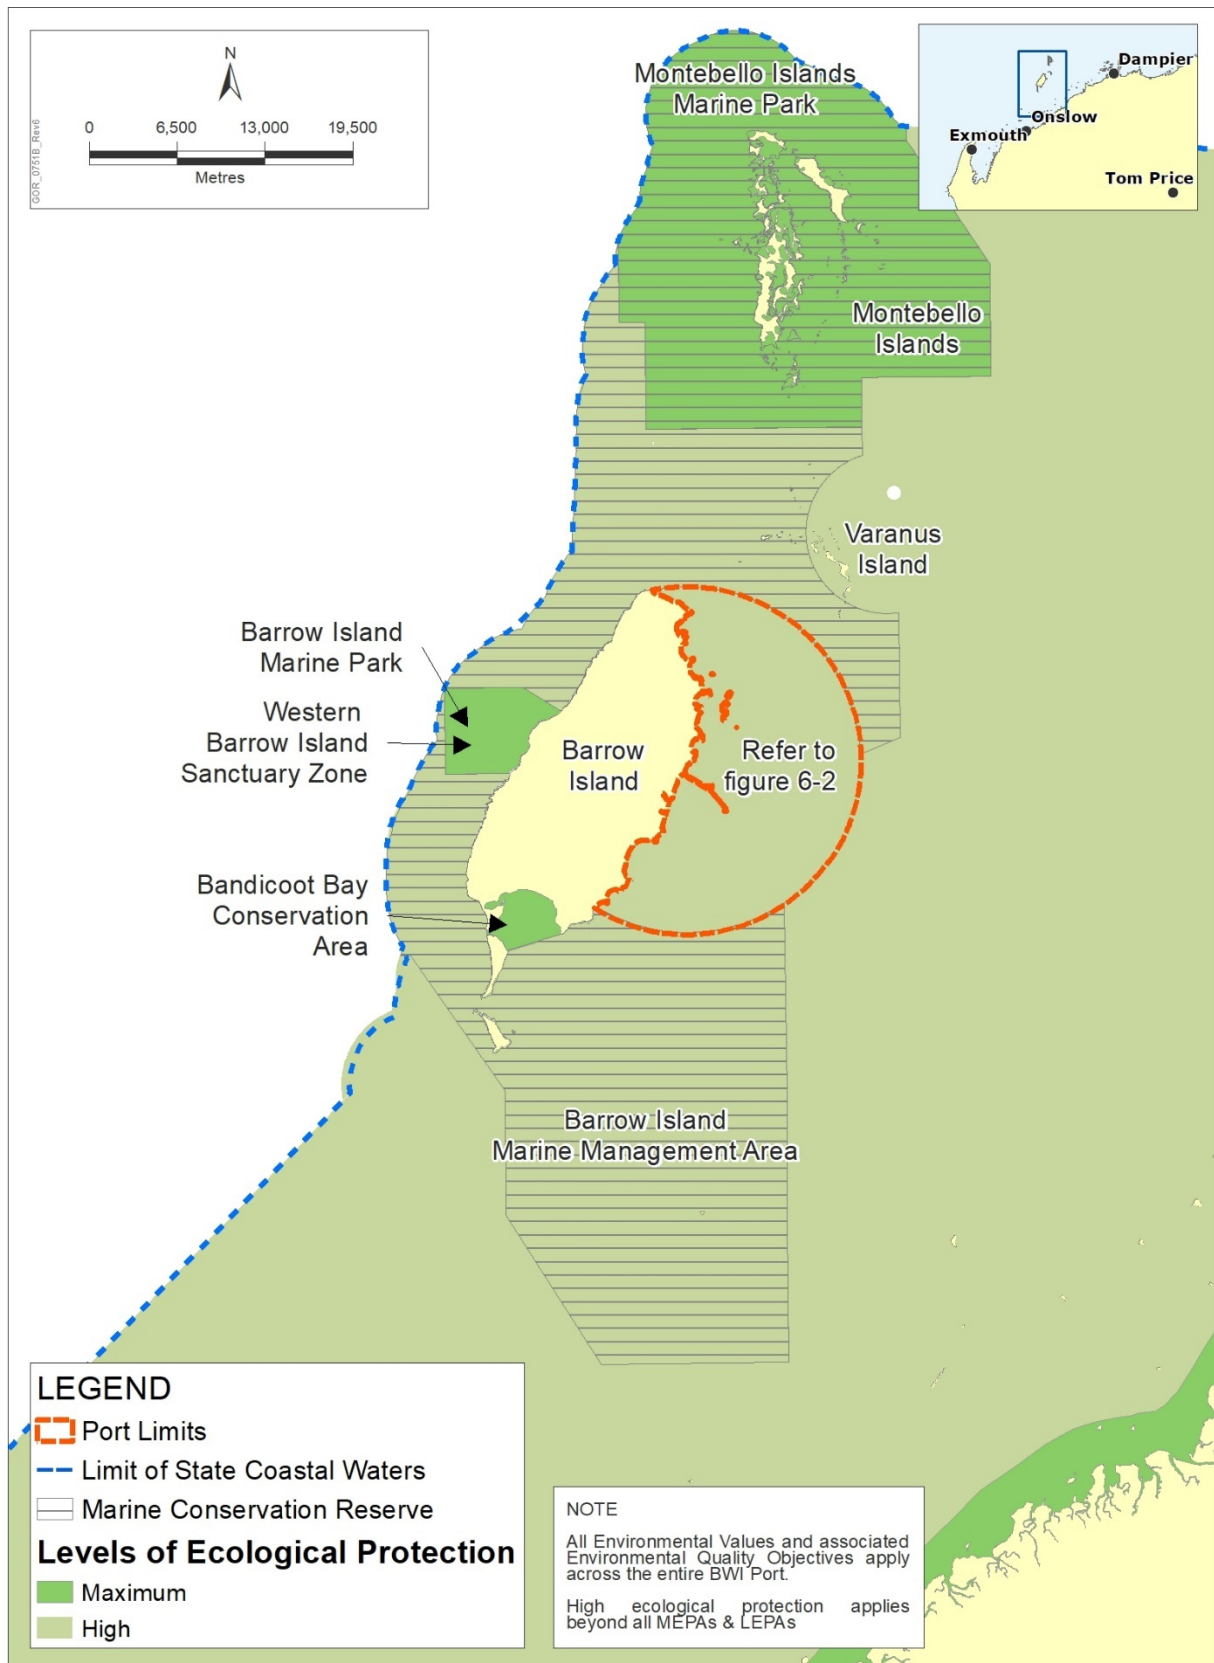 N
0 6,500 13,000 19,500
Metres
GOR_0751B_Rev6
Montebello Islands
Marine Park
Dampier
Onslow
Exmouth
Tom Price
Montebello
Islands
Varanus
Island
Barrow Island
Marine Park
Western
Barrow Island
Sanctuary Zone
Barrow
Island
Refer to
figure 6-2
Bandicoot Bay
Conservation
Area
Barrow Island
Marine Management Area
LEGEND
Port Limits
Limit of State Coastal Waters
Marine Conservation Reserve
Levels of Ecological Protection
Maximum
High
NOTE
All Environmental Values and associated
Environmental Quality Objectives apply
across the entire BWI Port.
High ecological protection applies
beyond all MEPAs & LEPAs